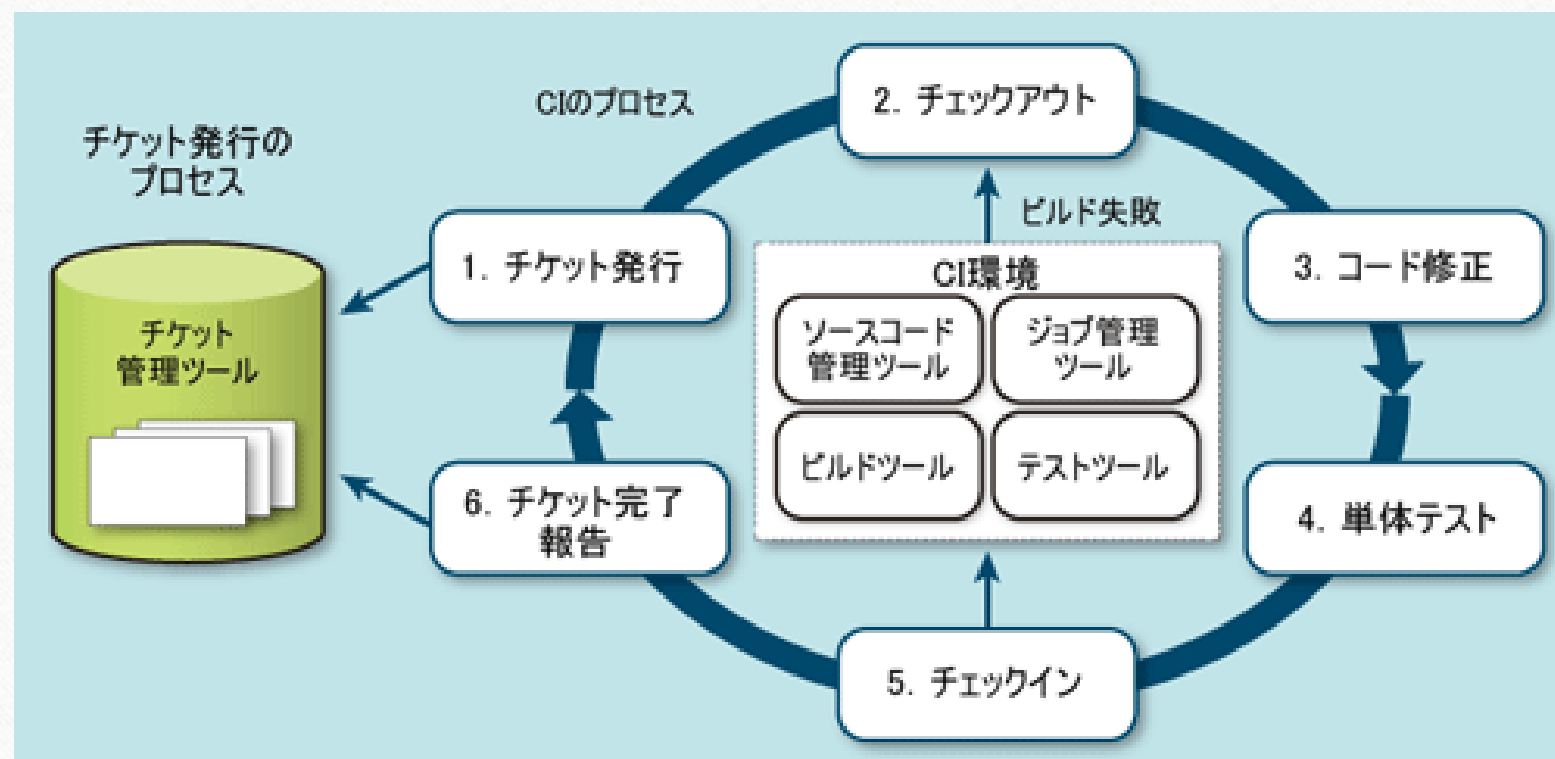 チケット発行の
プロセス
チケット
管理ツール
CIのプロセス
1. チケット発行
2. チェックアウト
3. コード修正
4. 単体テスト
5. チェックイン
6. チケット完了
報告
ビルド失敗
CI環境
ソースコード
管理ツール
ジョブ管理
ツール
ビルドツール
テストツール